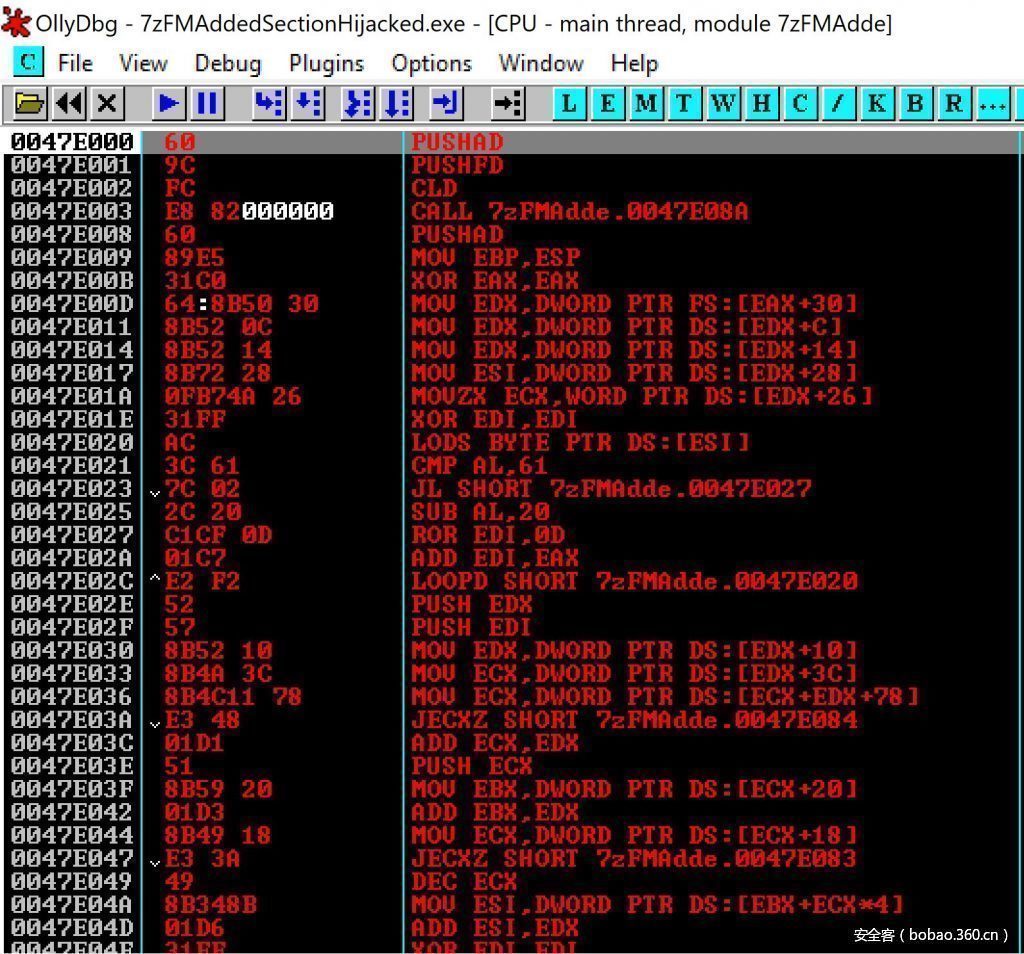 OllyDbg - 7zFMAddedSectionHijacked.exe - [CPU - main thread, module 7zFMAdde]
C File View Debug Plugins Options Window Help
L E M T W H C / K B R ...
0047E000 60 PUSHAD
0047E001 9C PUSHFD
0047E002 FC CLD
0047E003 E8 82000000 CALL 7zFMAdde.0047E08A
0047E008 60 PUSHAD
0047E009 89E5 MOV EBP,ESP
0047E00B 31C0 XOR EAX,EAX
0047E00D 64:8B50 30 MOV EDX,DWORD PTR FS:[EAX+30]
0047E011 8B52 0C MOV EDX,DWORD PTR DS:[EDX+C]
0047E014 8B52 14 MOV EDX,DWORD PTR DS:[EDX+14]
0047E017 8B72 28 MOV ESI,DWORD PTR DS:[EDX+28]
0047E01A 0FB74A 26 MOVZX ECX,WORD PTR DS:[EDX+26]
0047E01E 31FF XOR EDI,EDI
0047E020 AC LODS BYTE PTR DS:[ESI]
0047E021 3C 61 CMP AL,61
0047E023 7C 02 JL SHORT 7zFMAdde.0047E027
0047E025 2C 20 SUB AL,20
0047E027 C1CF 0D ROR EDI,0D
0047E02A 01C7 ADD EDI,EAX
0047E02C E2 F2 LOOPD SHORT 7zFMAdde.0047E020
0047E02E 52 PUSH EDX
0047E02F 57 PUSH EDI
0047E030 8B52 10 MOV EDX,DWORD PTR DS:[EDX+10]
0047E033 8B4A 3C MOV ECX,DWORD PTR DS:[EDX+3C]
0047E036 8B4C11 78 MOV ECX,DWORD PTR DS:[ECX+EDX+78]
0047E03A E3 48 JECXZ SHORT 7zFMAdde.0047E084
0047E03C 01D1 ADD ECX,EDX
0047E03E 51 PUSH ECX
0047E03F 8B59 20 MOV EBX,DWORD PTR DS:[ECX+20]
0047E042 01D3 ADD EBX,EDX
0047E044 8B49 18 MOV ECX,DWORD PTR DS:[ECX+18]
0047E047 E3 3A JECXZ SHORT 7zFMAdde.0047E083
0047E049 49 DEC ECX
0047E04A 8B348B MOV ESI,DWORD PTR DS:[EBX+ECX*4]
0047E04D 01D6 ADD ESI,EDX
0047E04F 31FF XOR EDI,EDI
安全客（bobao.360.cn）